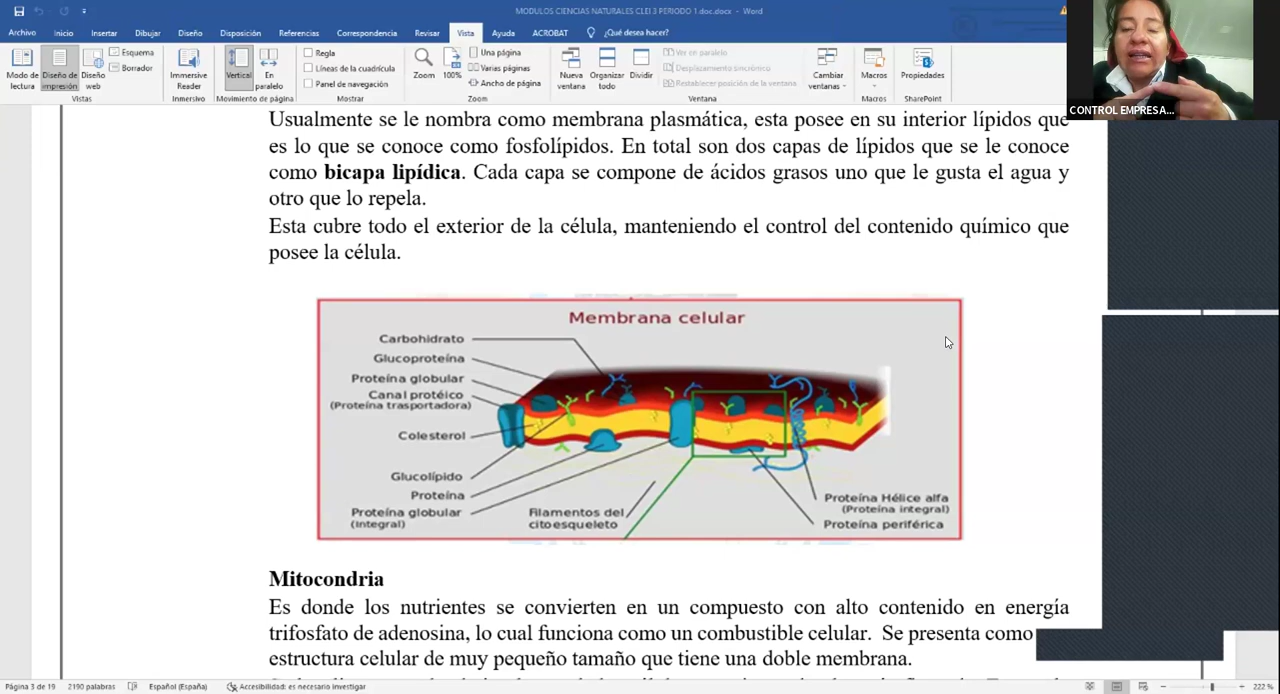 MODULOS CIENCIAS NATURALES CLEI 3 PERIODO 1.doc.docx - Word
Archivo Inicio Insertar Dibujar Diseño Disposición Referencias Correspondencia Revisar Vista Ayuda ACROBAT ¿Qué desea hacer?
Modo de lectura
Diseño de impresión
Diseño web
Esquema
Borrador
Vistas
Immersive Reader
Inmersivo
Vertical
En paralelo
Movimiento de página
Regla
Líneas de la cuadrícula
Panel de navegación
Mostrar
Zoom
100%
Una página
Varias páginas
Ancho de página
Zoom
Nueva ventana
Organizar todo
Dividir
Ver en paralelo
Desplazamiento sincrónico
Restablecer posición de la ventana
Ventana
Cambiar ventanas
Macros
Macros
Propiedades
SharePoint
CONTROL EMPRESA...
Usualmente se le nombra como membrana plasmática, esta posee en su interior lípidos que
es lo que se conoce como fosfolípidos. En total son dos capas de lípidos que se le conoce
como bicapa lipídica. Cada capa se compone de ácidos grasos uno que le gusta el agua y
otro que lo repela.
Esta cubre todo el exterior de la célula, manteniendo el control del contenido químico que
posee la célula.
Membrana celular
Carbohidrato
Glucoproteína
Proteína globular
Canal protéico
(Proteína trasportadora)
Colesterol
Glucolípido
Proteína
Proteína globular
(Integral)
Filamentos del
citoesqueleto
Proteína Hélice alfa
(Proteína integral)
Proteína periférica
Mitocondria
Es donde los nutrientes se convierten en un compuesto con alto contenido en energía
trifosfato de adenosina, lo cual funciona como un combustible celular. Se presenta como
estructura celular de muy pequeño tamaño que tiene una doble membrana.
Página 3 de 19 2190 palabras Español (España) Accesibilidad: es necesario investigar 222 %